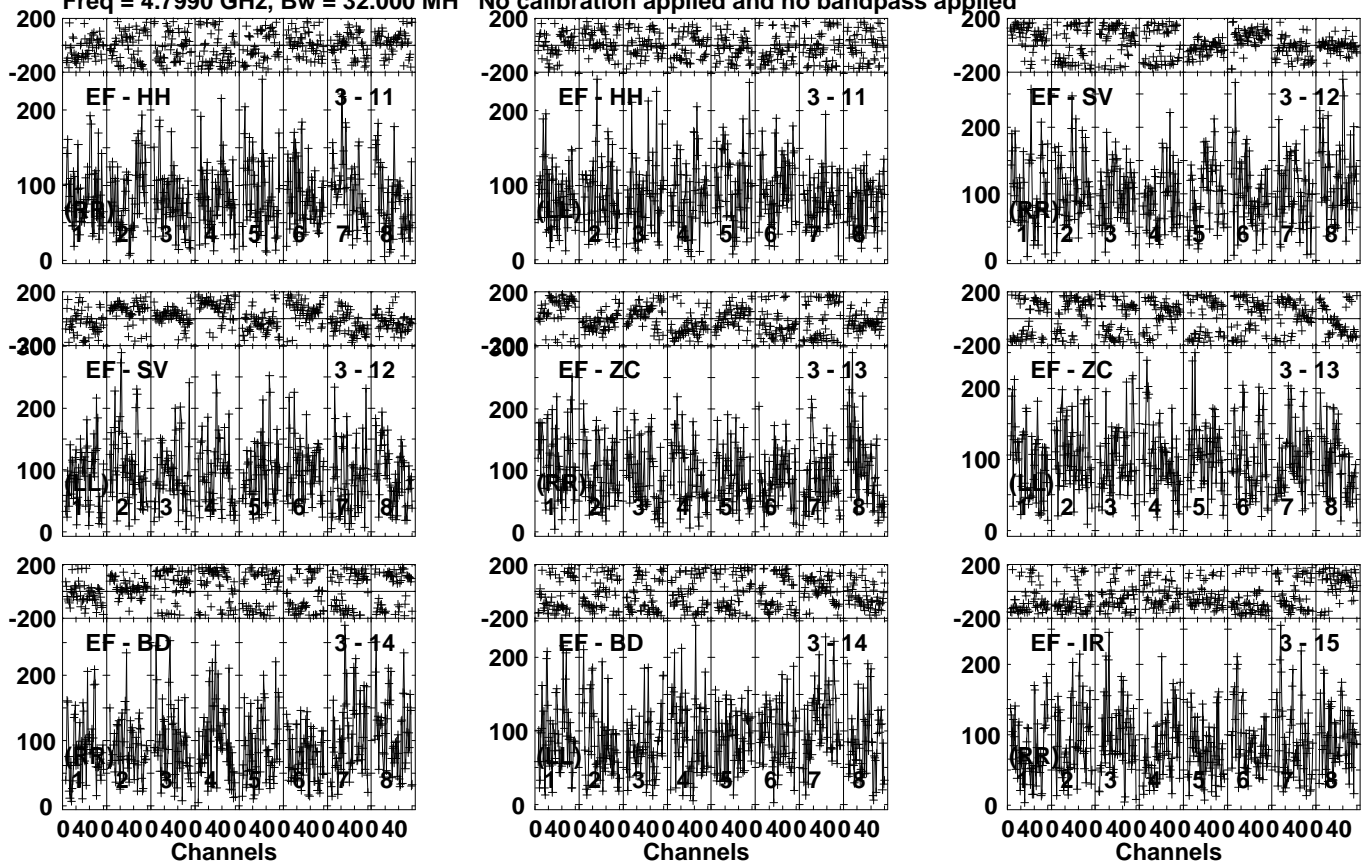 Freq = 4.7990 GHz, Bw = 32.000 MH No calibration applied and no bandpass applied
200 200 200
-200 -200 -200
EF - HH 3 - 11 EF - HH 3 - 11 EF - SV 3 - 12
200 200 200
100 100 100
(RR) (LL) (RR)
1 2 3 4 5 6 7 8 1 2 3 4 5 6 7 8 1 2 3 4 5 6 7 8
0 0 0
200 200 200
-200 -200 -200
300 300
EF - SV 3 - 12 EF - ZC 3 - 13 EF - ZC 3 - 13
200 200 200
100 100 100
(LL) (RR) (LL)
1 2 3 4 5 6 7 8 1 2 3 4 5 6 7 8 1 2 3 4 5 6 7 8
0 0 0
200 200 200
-200 -200 -200
EF - BD 3 - 14 EF - BD 3 - 14 EF - IR 3 - 15
200 200 200
100 100 100
(RR) (LL) (RR)
1 2 3 4 5 6 7 8 1 2 3 4 5 6 7 8 1 2 3 4 5 6 7 8
0 0 0
0 40 0 40 0 40 0 40 0 40 0 40 0 40 0 40 0 40 0 40 0 40 0 40 0 40 0 40 0 40 0 40 0 40 0 40 0 40 0 40 0 40 0 40 0 40 0 40
Channels Channels Channels